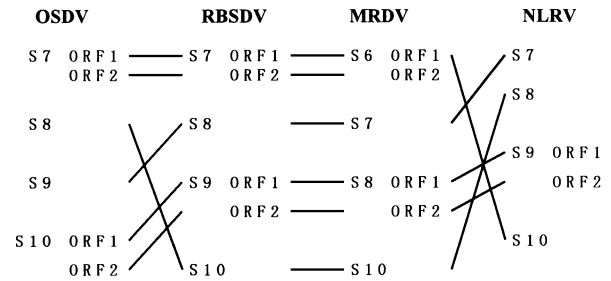 OSDV RBSDV MRDV NLRV
S7 ORF1 S7 ORF1 S6 ORF1 S7
ORF2 ORF2 ORF2
S8
S8 S8 S7
S9 ORF1
S9 S9 ORF1 S8 ORF1
ORF2
ORF2 ORF2
S10 ORF1 S10
ORF2 S10 S10